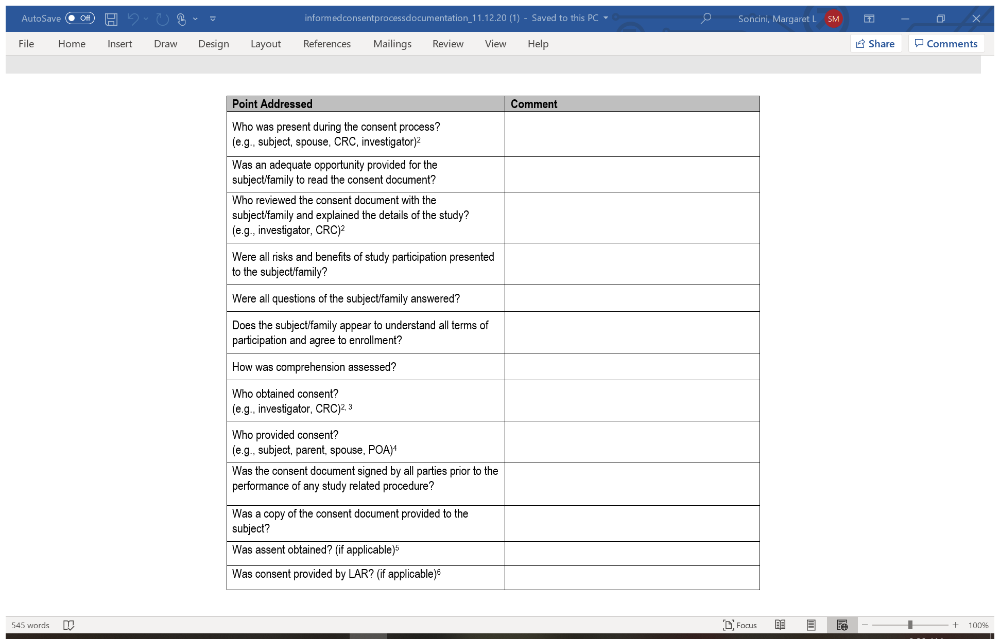 AutoSave Off informedconsentprocessdocumentation_11.12.20 (1) - Saved to this PC Soncini, Margaret L SM
File Home Insert Draw Design Layout References Mailings Review View Help Share Comments
Point Addressed Comment
Who was present during the consent process?
(e.g., subject, spouse, CRC, investigator)2
Was an adequate opportunity provided for the
subject/family to read the consent document?
Who reviewed the consent document with the
subject/family and explained the details of the study?
(e.g., investigator, CRC)2
Were all risks and benefits of study participation presented
to the subject/family?
Were all questions of the subject/family answered?
Does the subject/family appear to understand all terms of
participation and agree to enrollment?
How was comprehension assessed?
Who obtained consent?
(e.g., investigator, CRC)2, 3
Who provided consent?
(e.g., subject, parent, spouse, POA)4
Was the consent document signed by all parties prior to the
performance of any study related procedure?
Was a copy of the consent document provided to the
subject?
Was assent obtained? (if applicable)5
Was consent provided by LAR? (if applicable)6
545 words Focus 100%